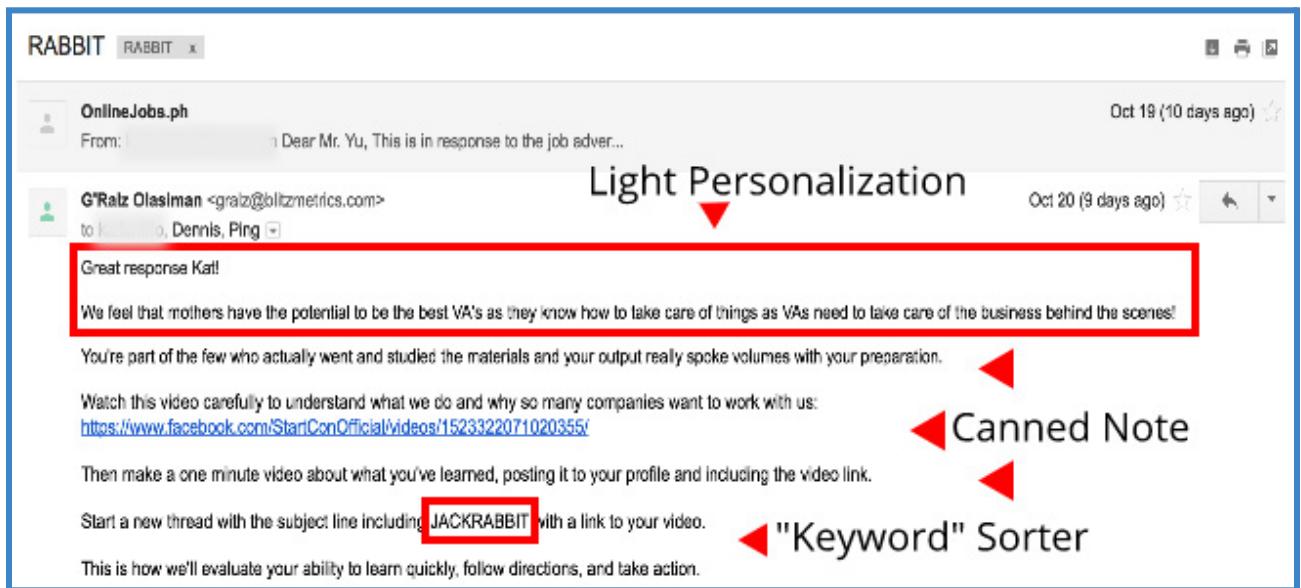 RABBIT RABBIT x
OnlineJobs.ph Oct 19 (10 days ago)
From: Dear Mr. Yu, This is in response to the job adver...
Light Personalization
G'Ralz Olasiman <gralz@blitzmetrics.com> Oct 20 (9 days ago)
to Dennis, Ping
Great response Kat!
We feel that mothers have the potential to be the best VA's as they know how to take care of things as VAs need to take care of the business behind the scenes!
You're part of the few who actually went and studied the materials and your output really spoke volumes with your preparation.
Watch this video carefully to understand what we do and why so many companies want to work with us:
https://www.facebook.com/StartConOfficial/videos/1523322071020355/
Canned Note
Then make a one minute video about what you've learned, posting it to your profile and including the video link.
Start a new thread with the subject line including JACKRABBIT with a link to your video.
"Keyword" Sorter
This is how we'll evaluate your ability to learn quickly, follow directions, and take action.